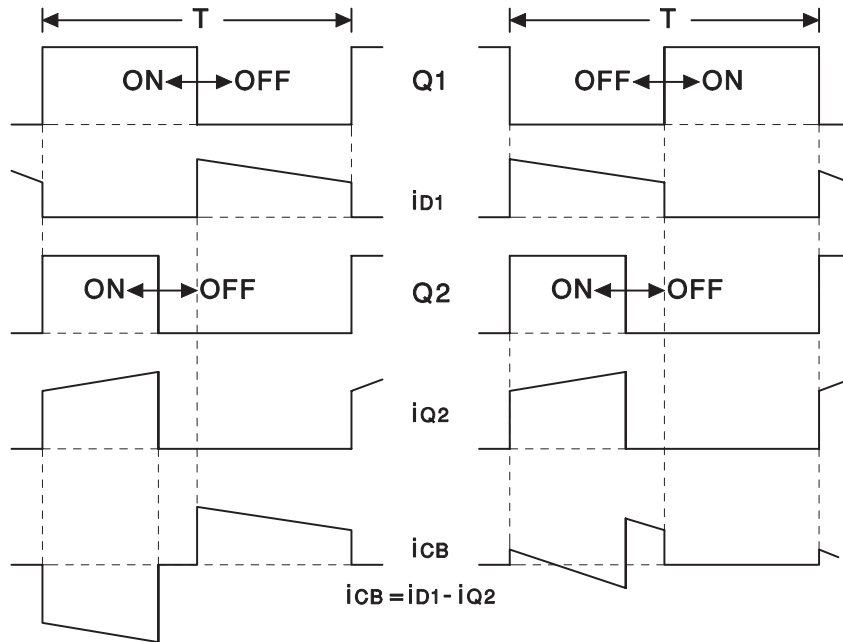 T T
ON OFF Q1 OFF ON
iD1
ON OFF Q2 ON OFF
iQ2
iCB
iCB = iD1 - iQ2